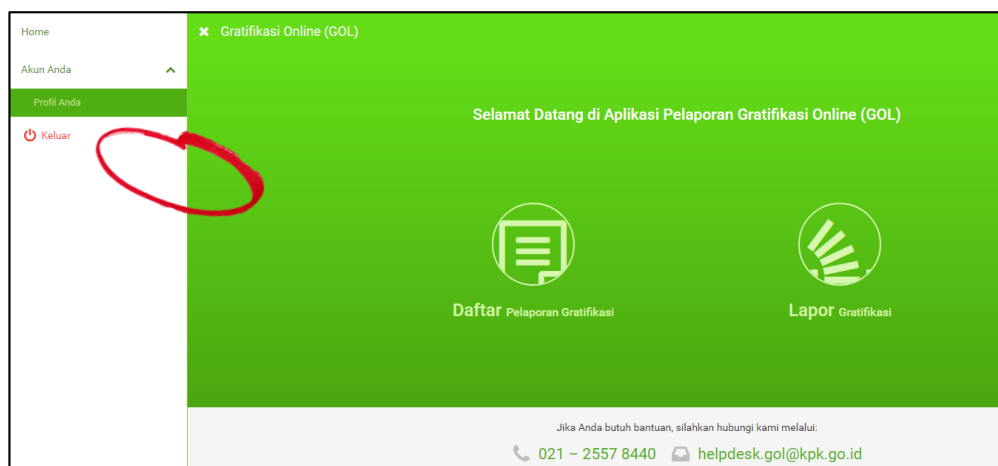 Home
Akun Anda
Profil Anda
Keluar
Gratifikasi Online (GOL)
Selamat Datang di Aplikasi Pelaporan Gratifikasi Online (GOL)
Daftar Pelaporan Gratifikasi
Lapor Gratifikasi
Jika Anda butuh bantuan, silahkan hubungi kami melalui:
021 – 2557 8440 helpdesk.gol@kpk.go.id